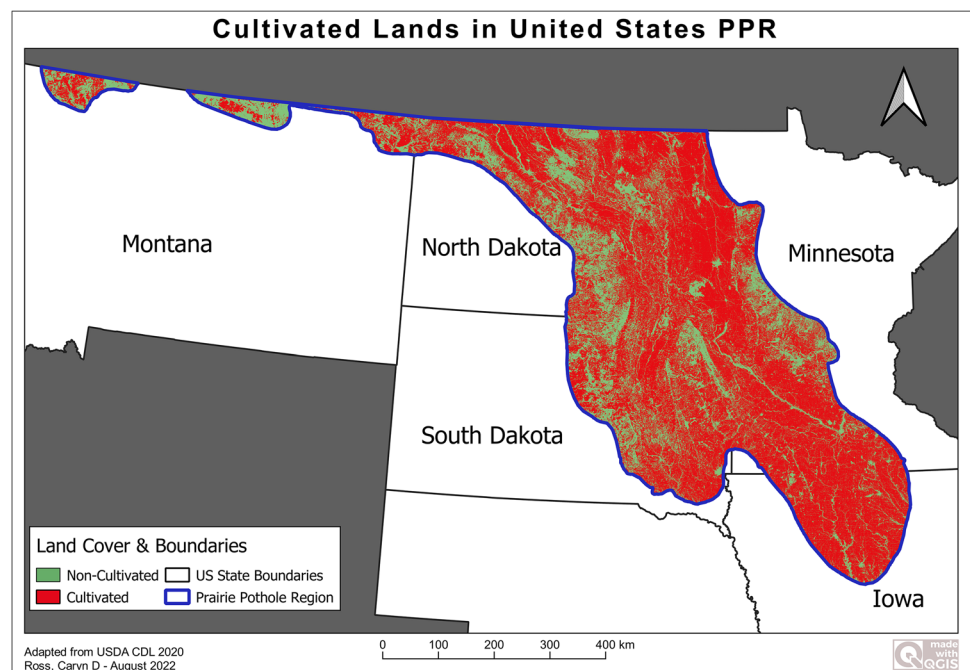 Cultivated Lands in United States PPR
Montana
North Dakota
Minnesota
South Dakota
Iowa
Land Cover & Boundaries
Non-Cultivated
US State Boundaries
Cultivated
Prairie Pothole Region
Adapted from USDA CDL 2020
Ross, Caryn D - August 2022
0 100 200 300 400 km
made
with
QGIS